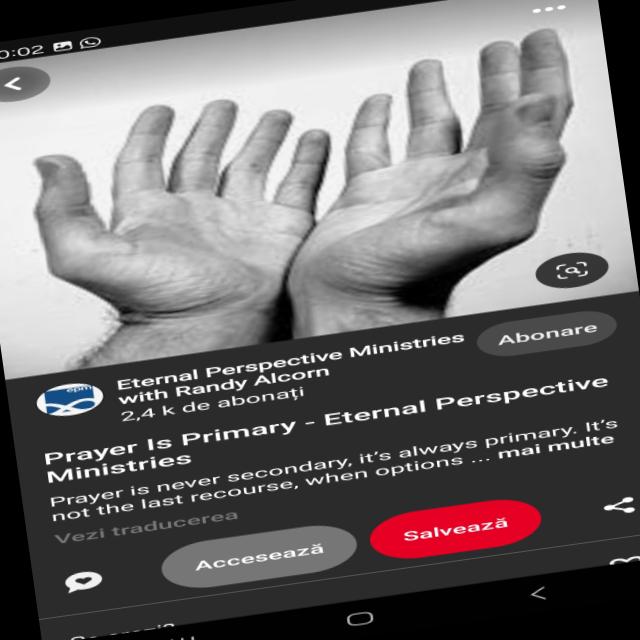 0:02
Eternal Perspective Ministries
with Randy Alcorn
2,4 k de abonați
Abonare
epm
Prayer Is Primary - Eternal Perspective
Ministries
Prayer is never secondary, it's always primary. It's
not the last recourse, when options ... mai multe
Vezi traducerea
Accesează
Salvează